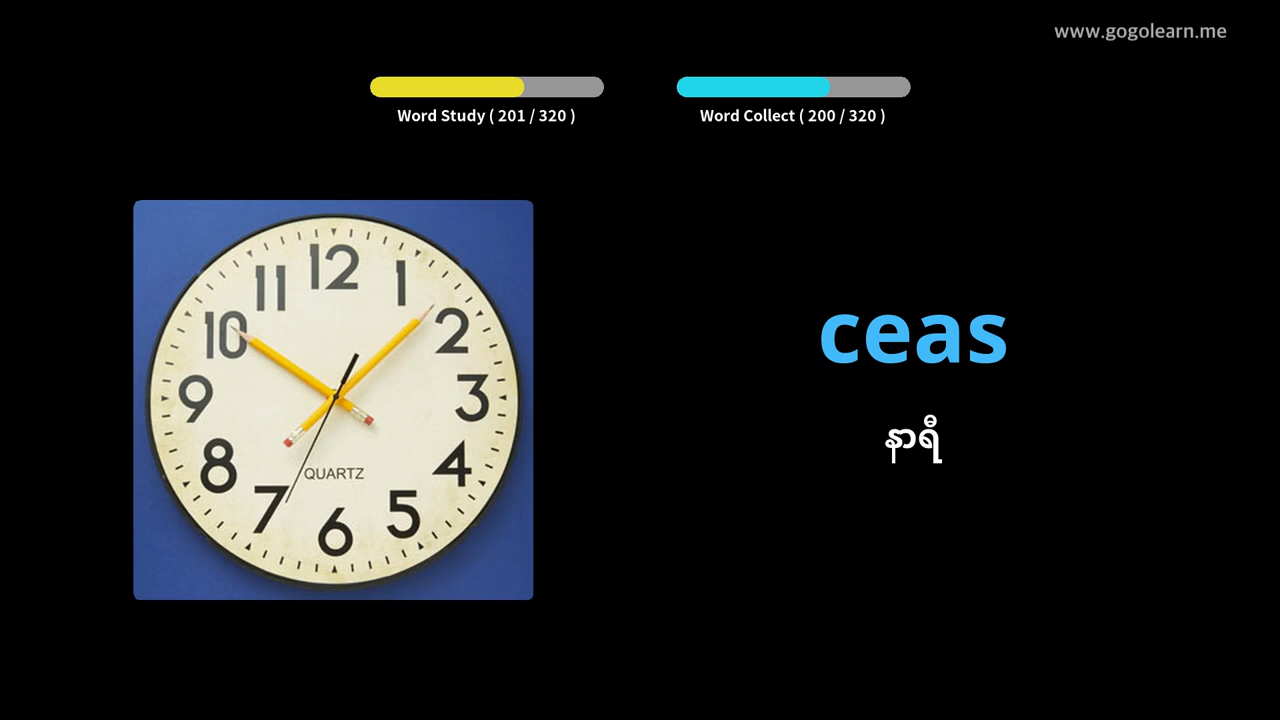 www.gogolearn.me
Word Study ( 201 / 320 )
Word Collect ( 200 / 320 )
12
11
1
10
2
9
3
8
4
7
5
6
QUARTZ
ceas
နာရီ